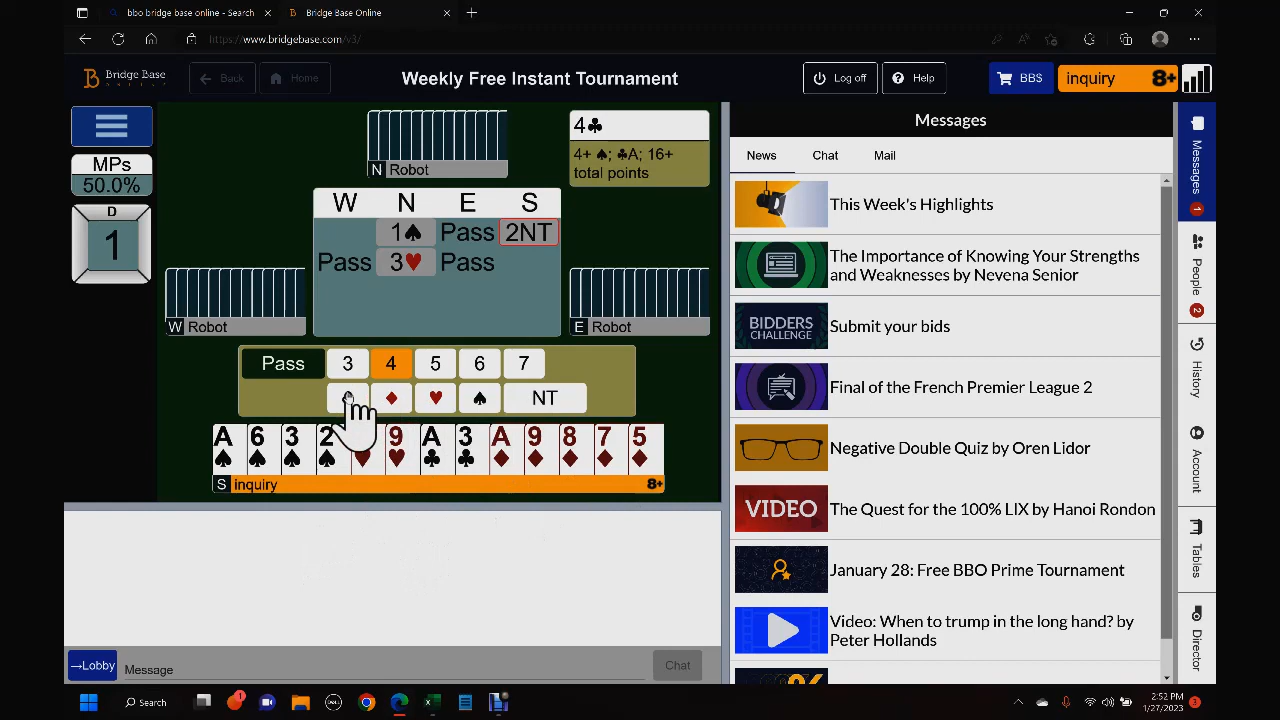 bbo bridge base online - Search
Bridge Base Online
https://www.bridgebase.com/v3/
Bridge Base
Back
Home
Weekly Free Instant Tournament
Log off
Help
BB$
inquiry 8+
MPs
50.0%
D
1
N Robot
4♣
4+ ♠; ♣A; 16+
total points
W N E S
1♠ Pass 2NT
Pass 3♥ Pass
W Robot
E Robot
Pass 3 4 5 6 7
♦ ♥ ♠ NT
A 6 3 2 9 A 3 A 9 8 7 5
♠ ♠ ♠ ♠ ♥ ♥ ♣ ♣ ♦ ♦ ♦ ♦ ♦
S inquiry 8+
→Lobby
Message
Chat
Messages
News Chat Mail
This Week's Highlights
The Importance of Knowing Your Strengths
and Weaknesses by Nevena Senior
BIDDERS
CHALLENGE
Submit your bids
Final of the French Premier League 2
Negative Double Quiz by Oren Lidor
VIDEO
The Quest for the 100% LIX by Hanoi Rondon
January 28: Free BBO Prime Tournament
Video: When to trump in the long hand? by
Peter Hollands
Messages 1
People 2
History
Account
Tables
Director
Search
1
2:52 PM
1/27/2023
3